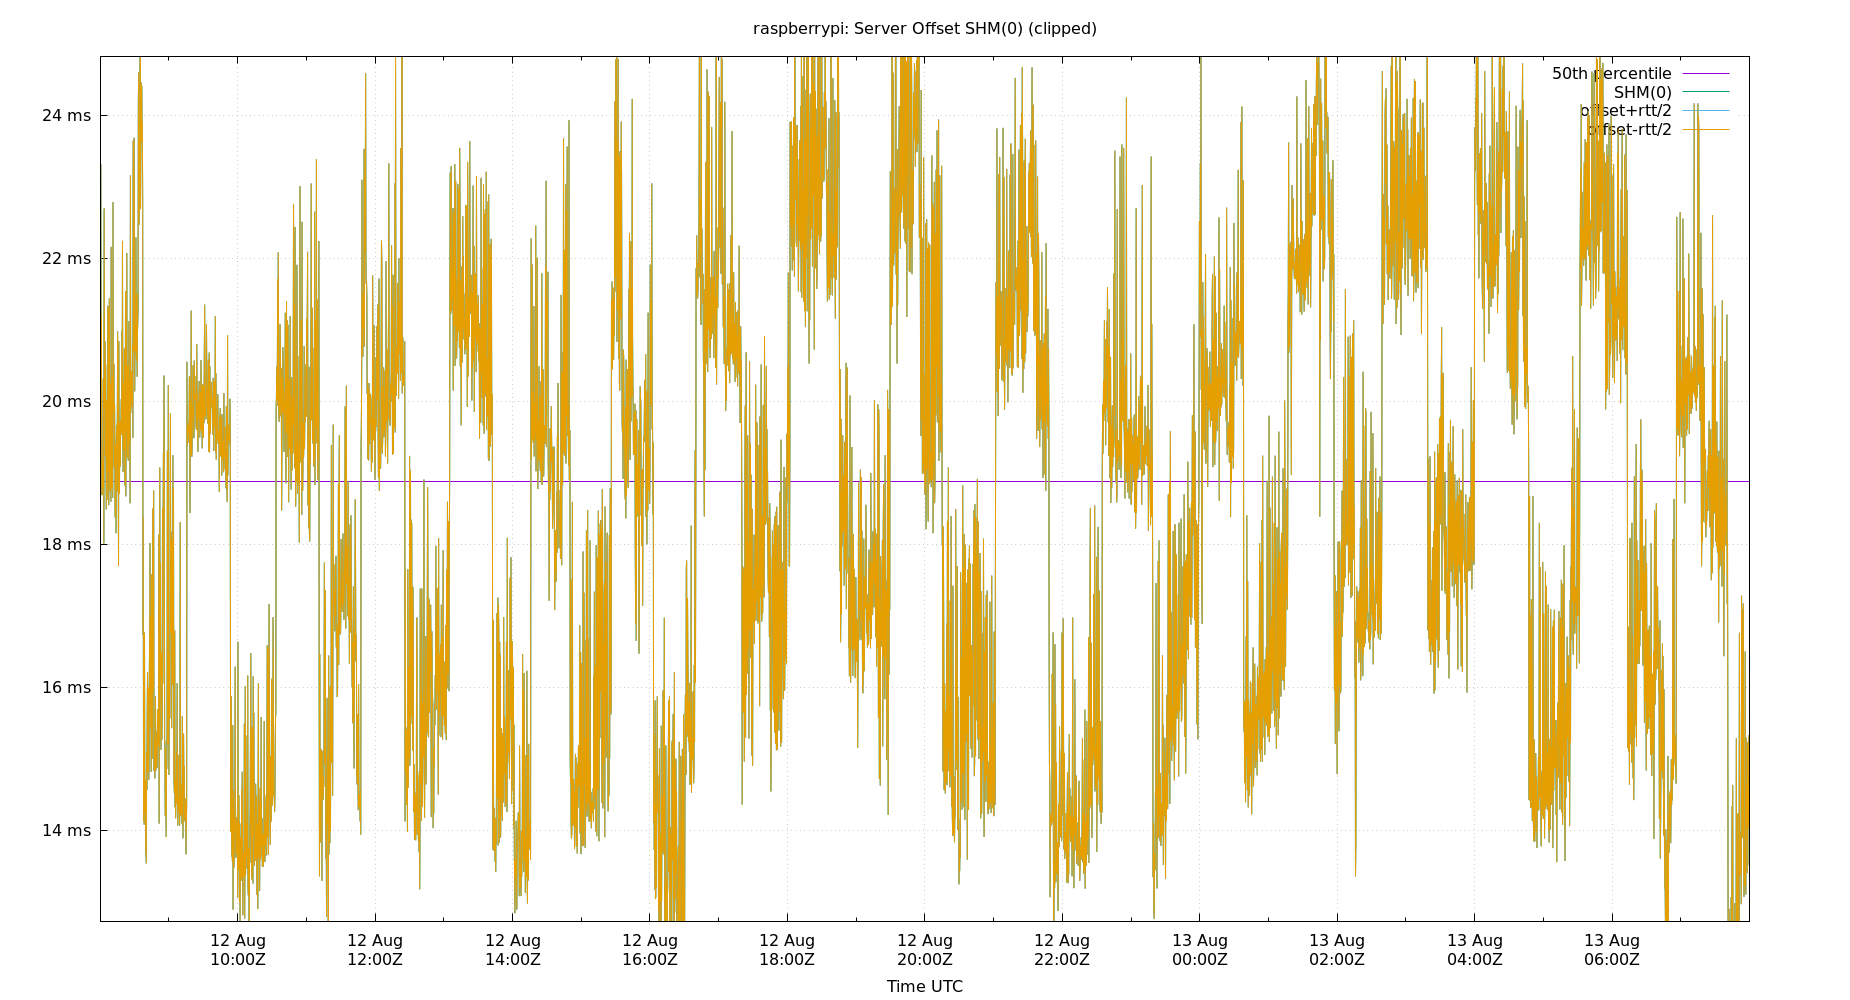 raspberrypi: Server Offset SHM(0) (clipped)
50th percentile
SHM(0)
offset+rtt/2
offset-rtt/2
24 ms
22 ms
20 ms
18 ms
16 ms
14 ms
12 Aug 12 Aug 12 Aug 12 Aug 12 Aug 12 Aug 12 Aug 13 Aug 13 Aug 13 Aug 13 Aug
10:00Z 12:00Z 14:00Z 16:00Z 18:00Z 20:00Z 22:00Z 00:00Z 02:00Z 04:00Z 06:00Z
Time UTC